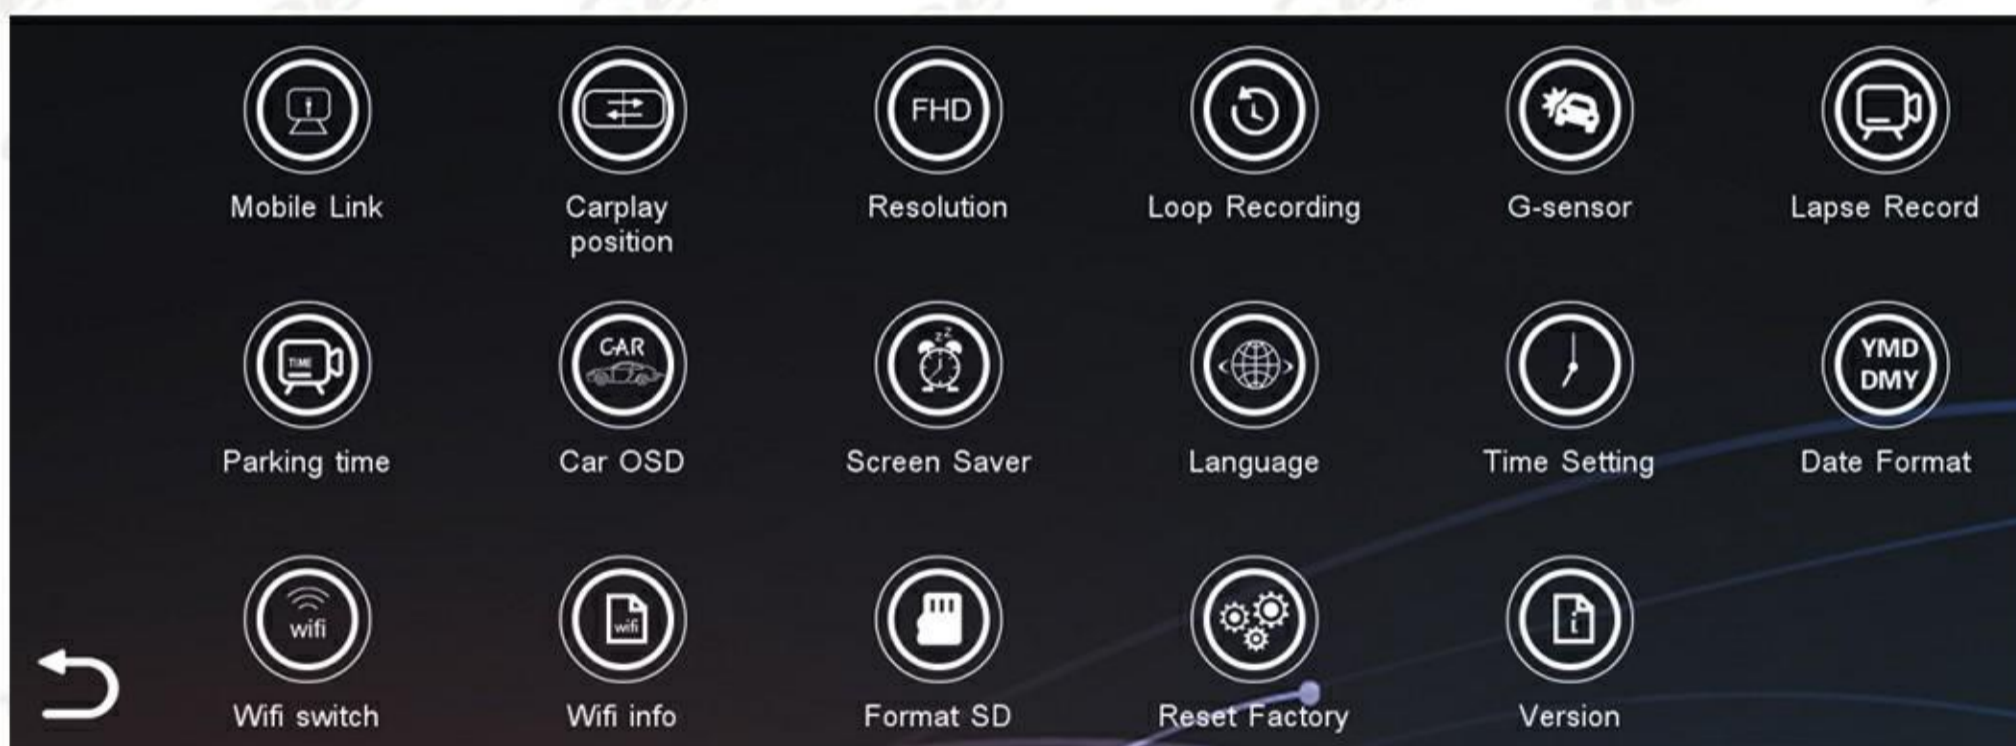 FHD
Mobile Link
Carplay
position
Resolution
Loop Recording
G-sensor
Lapse Record
TIME
CAR
YMD
DMY
Parking time
Car OSD
Screen Saver
Language
Time Setting
Date Format
wifi
wifi
Wifi switch
Wifi info
Format SD
Reset Factory
Version